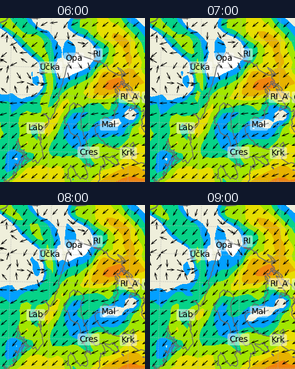 06:00
07:00
RI
RI
Opa
Opa
Učka
Učka
RI_A
RI_A
Lab
Mal
Lab
Mal
Cres
Krk
Cres
Krk
08:00
09:00
RI
RI
Opa
Opa
Učka
Učka
RI_A
RI_A
Lab
Mal
Lab
Mal
Cres
Krk
Cres
Krk